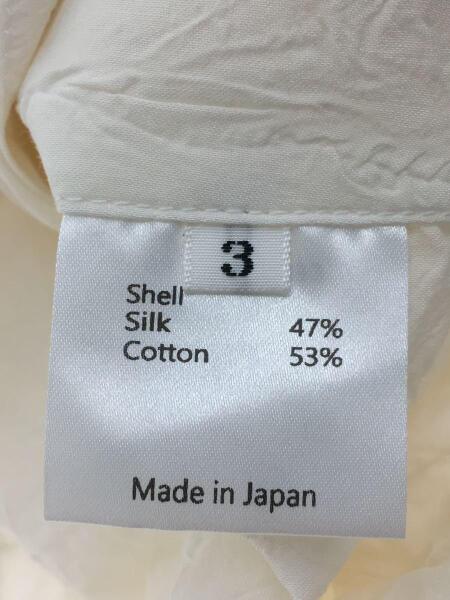 3
Shell
Silk 47%
Cotton 53%
Made in Japan